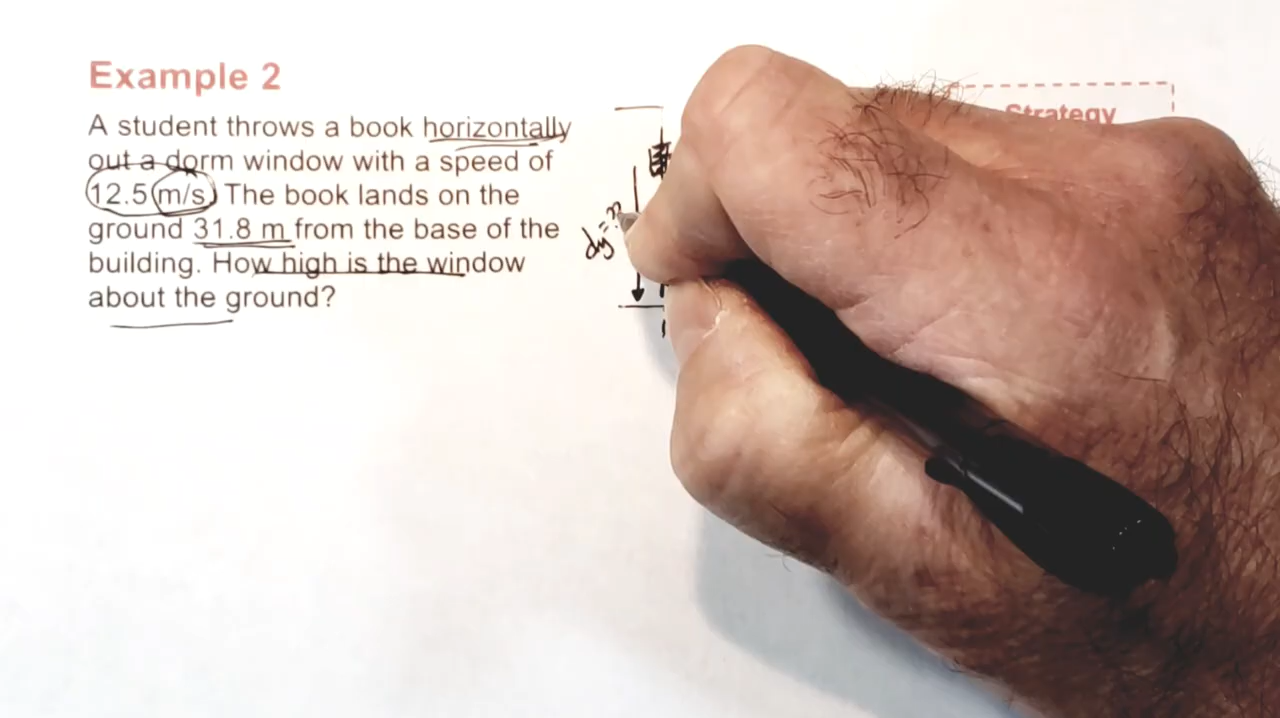 Example 2
A student throws a book horizontally
out a dorm window with a speed of
12.5 m/s. The book lands on the
ground 31.8 m from the base of the
building. How high is the window
about the ground?
dy=??
Strategy